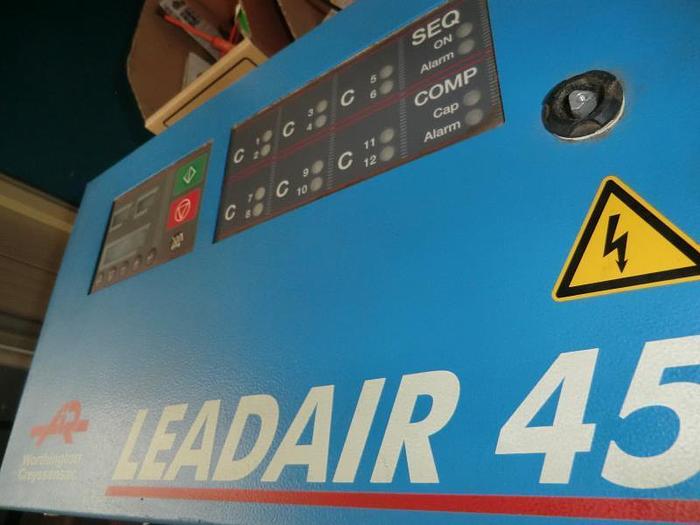 SEQ
ON
Alarm
COMP
Cap
Alarm
C 1 2
C 3 4
C 5 6
C 7 8
C 9 10
C 11 12
Worthington
Creyssensac
LEADAIR 45